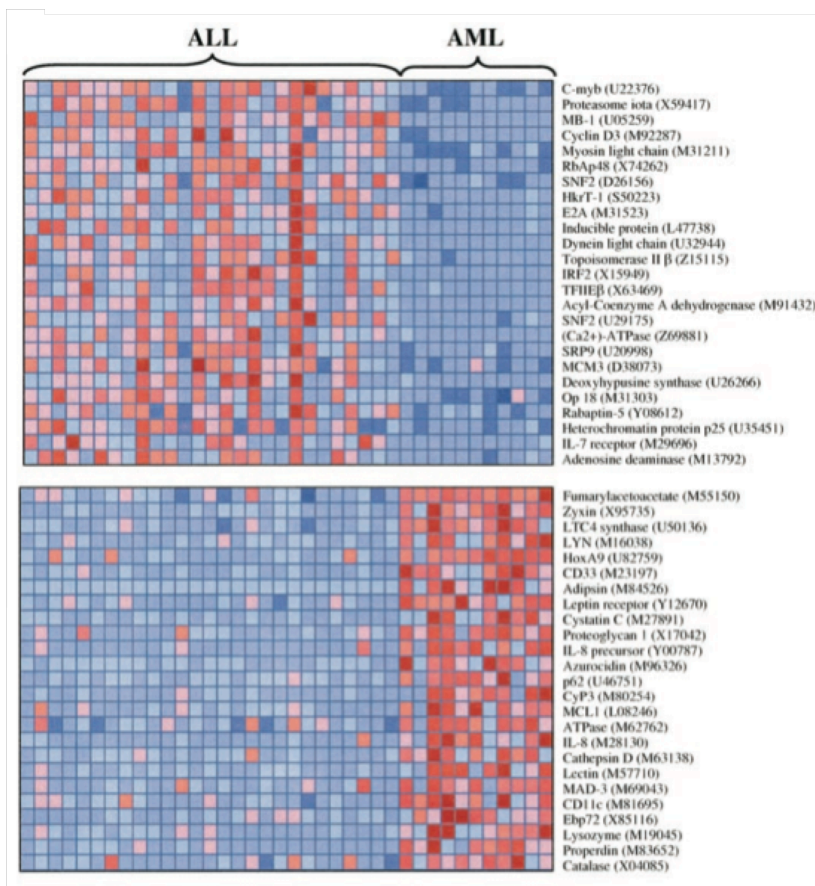 ALL AML
C-myb (U22376)
Proteasome iota (X59417)
MB-1 (U05259)
Cyclin D3 (M92287)
Myosin light chain (M31211)
RbAp48 (X74262)
SNF2 (D26156)
HkrT-1 (S50223)
E2A (M31523)
Inducible protein (L47738)
Dynein light chain (U32944)
Topoisomerase II β (Z15115)
IRF2 (X15949)
TFIIEβ (X63469)
Acyl-Coenzyme A dehydrogenase (M91432)
SNF2 (U29175)
(Ca2+)-ATPase (Z69881)
SRP9 (U20998)
MCM3 (D38073)
Deoxyhypusine synthase (U26266)
Op 18 (M31303)
Rabaptin-5 (Y08612)
Heterochromatin protein p25 (U35451)
IL-7 receptor (M29696)
Adenosine deaminase (M13792)
Fumarylacetoacetate (M55150)
Zyxin (X95735)
LTC4 synthase (U50136)
LYN (M16038)
HoxA9 (U82759)
CD33 (M23197)
Adipsin (M84526)
Leptin receptor (Y12670)
Cystatin C (M27891)
Proteoglycan 1 (X17042)
IL-8 precursor (Y00787)
Azurocidin (M96326)
p62 (U46751)
CyP3 (M80254)
MCL1 (L08246)
ATPase (M62762)
IL-8 (M28130)
Cathepsin D (M63138)
Lectin (M57710)
MAD-3 (M69043)
CD11c (M81695)
Ebp72 (X85116)
Lysozyme (M19045)
Properdin (M83652)
Catalase (X04085)